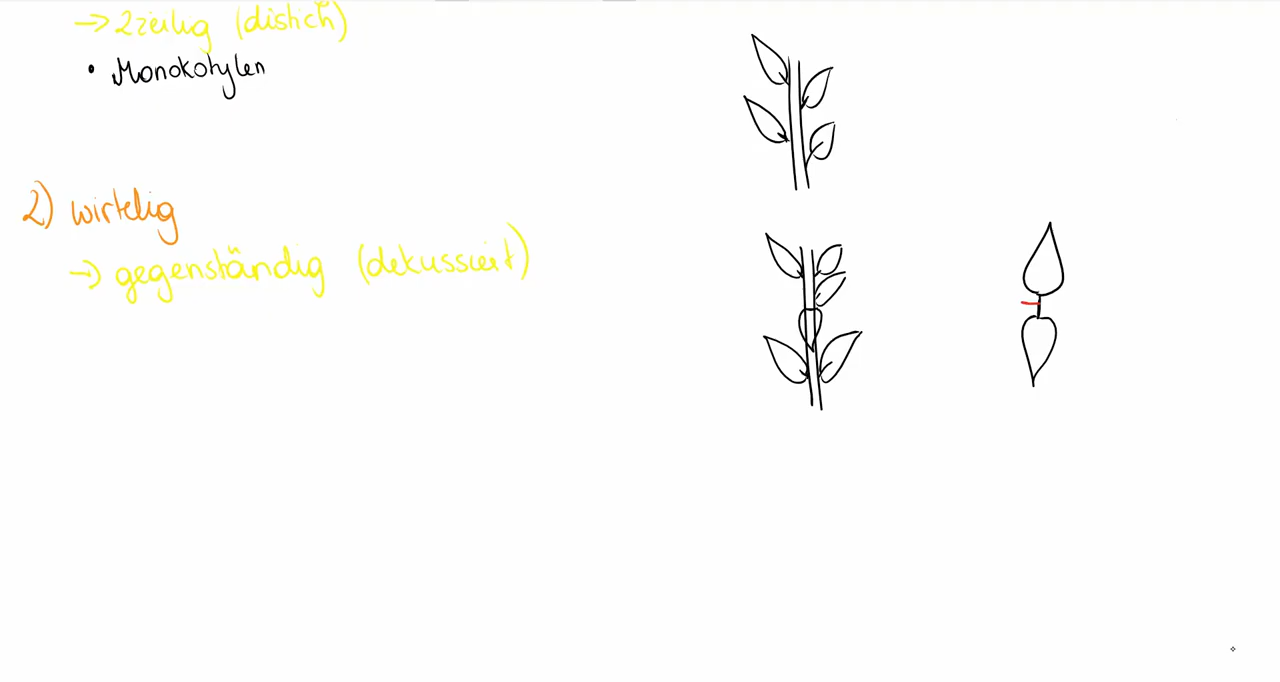 → 2zeilig (distich)
• Monokotylen
2) wirtelig
→ gegenständig (dekussiert)